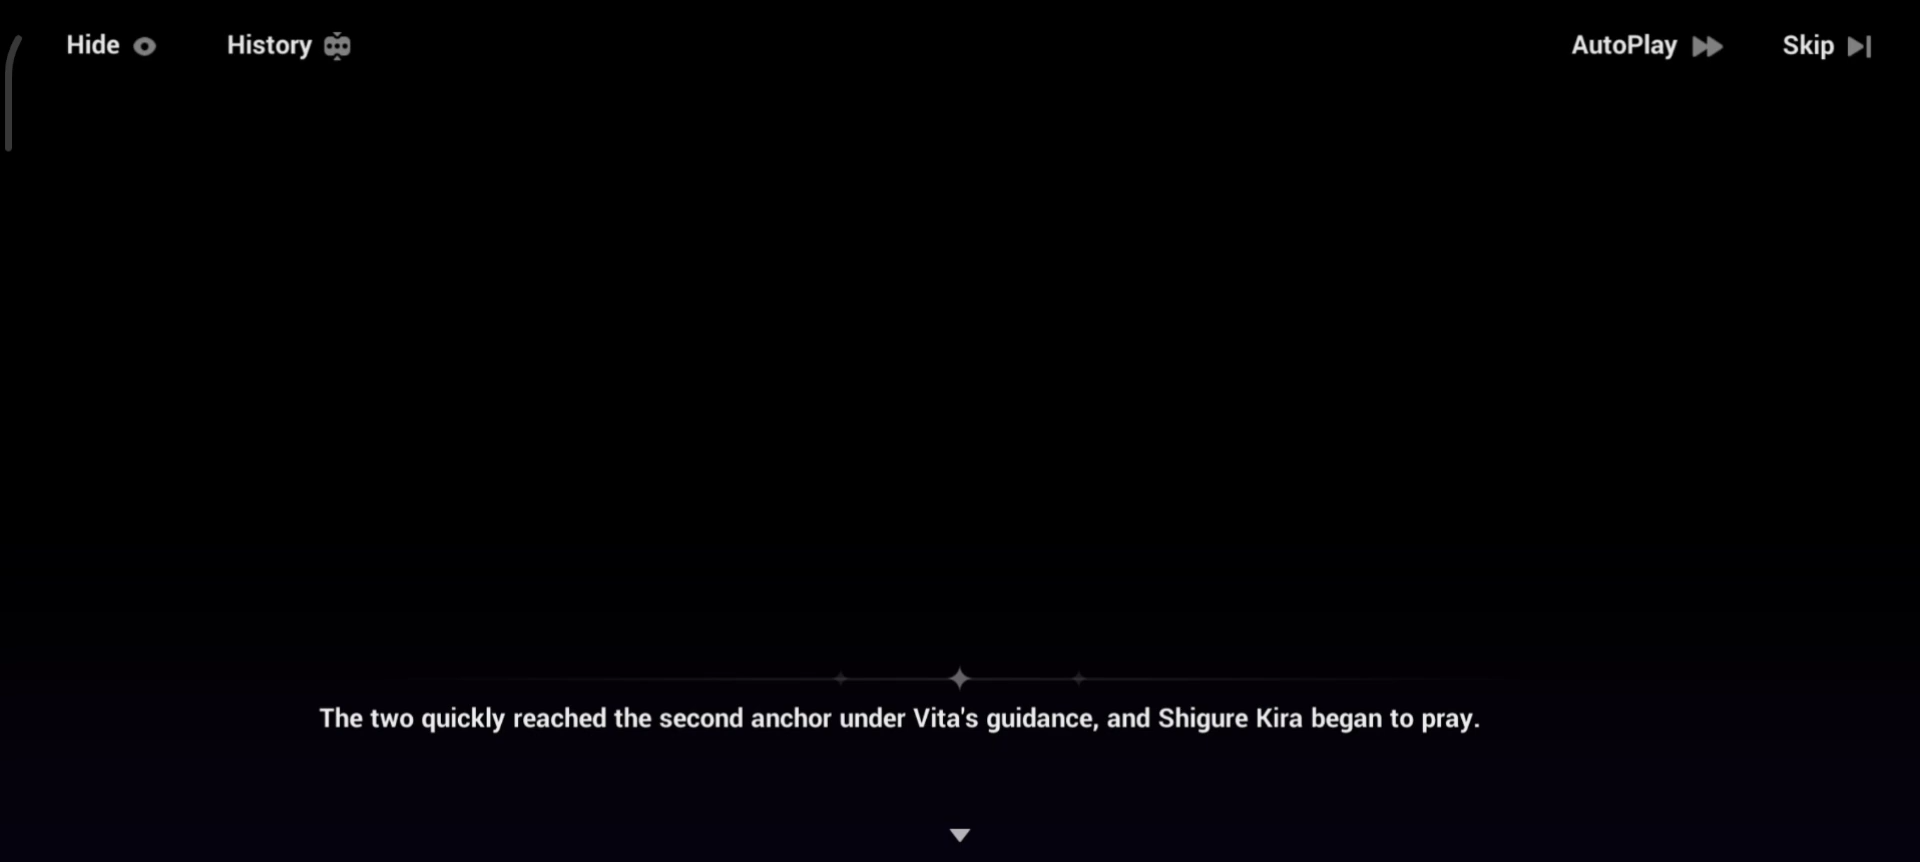 Hide
History
AutoPlay
Skip
The two quickly reached the second anchor under Vita's guidance, and Shigure Kira began to pray.